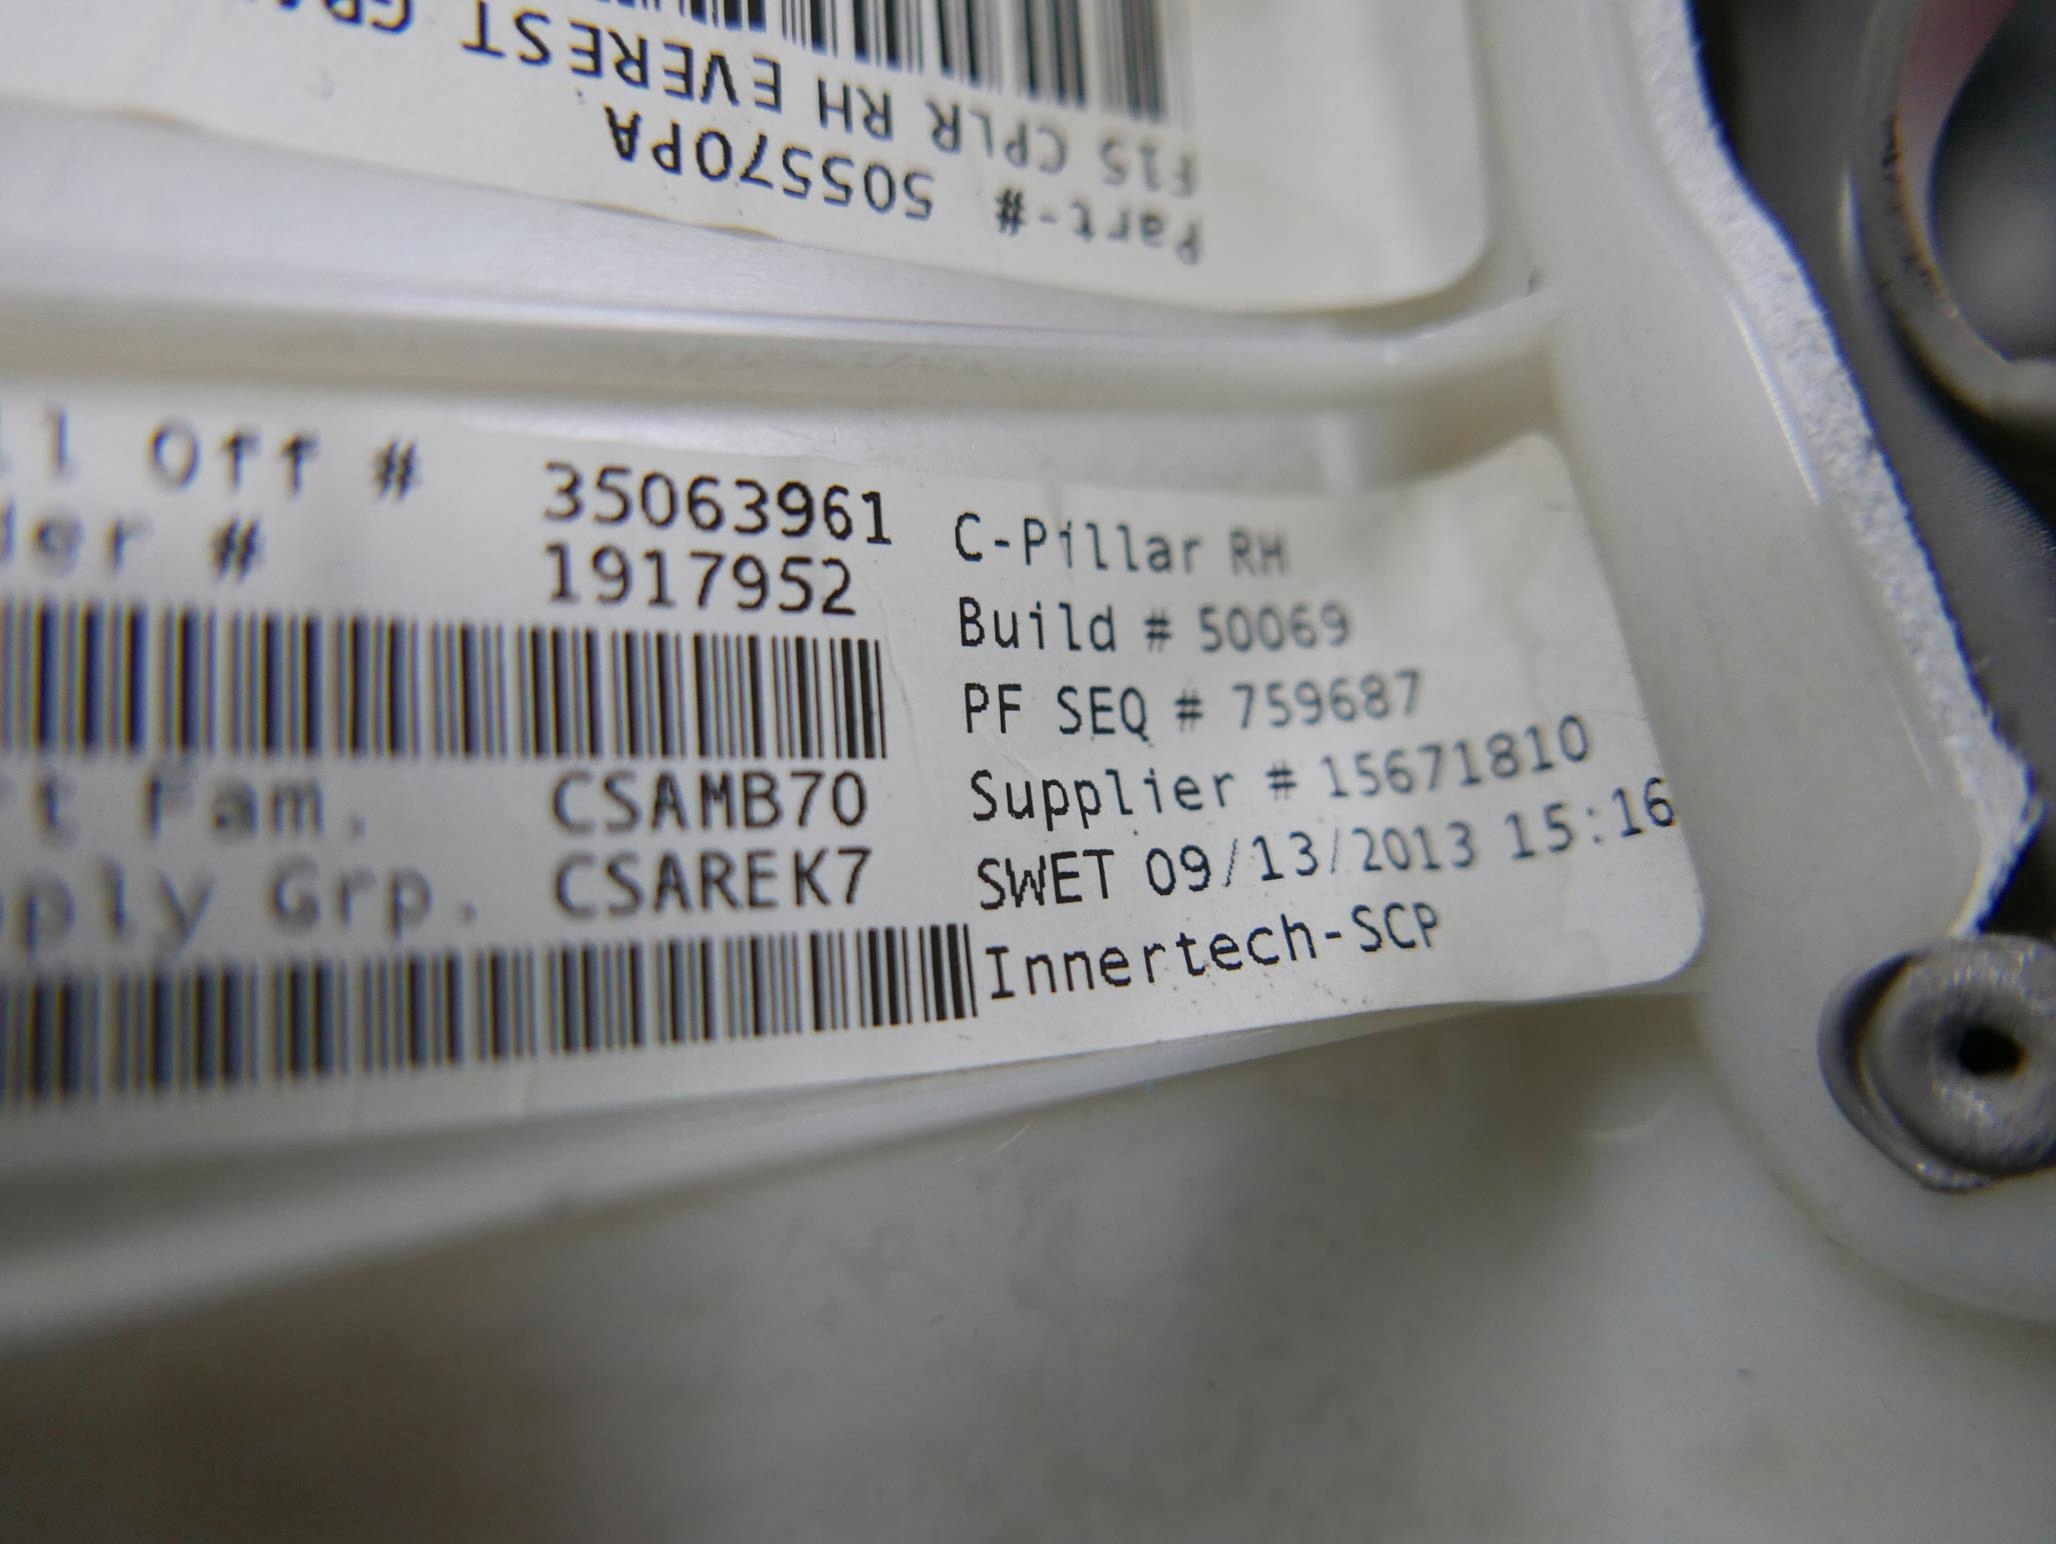 Part-# 505570PA
F15 CPLR RH EVEREST
Off # 35063961
# 1917952
Fam. CSAMB70
Grp. CSAREK7
C-Pillar RH
Build # 50069
PF SEQ # 759687
Supplier # 15671810
SWET 09/13/2013 15:16
Innertech-SCP